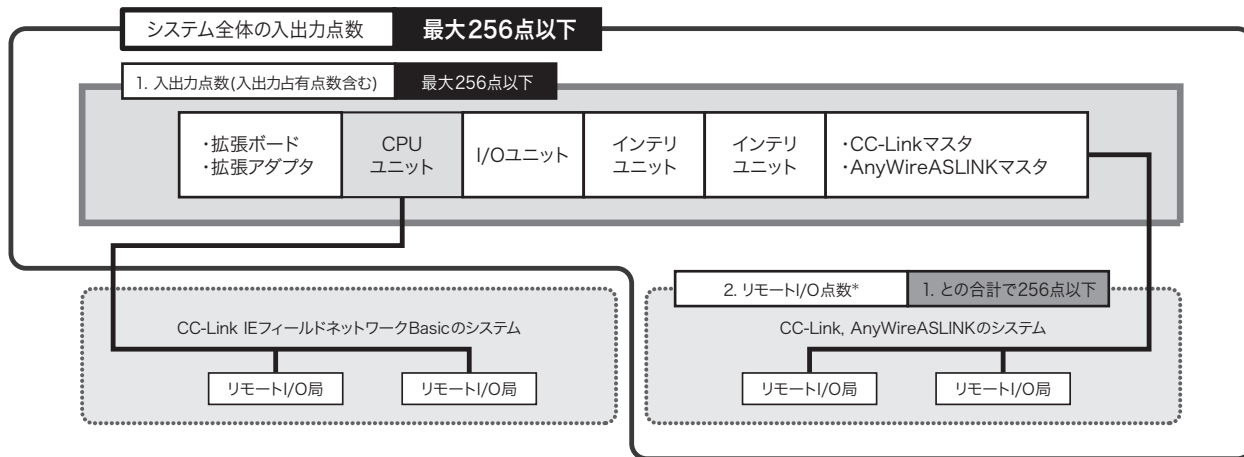 システム全体の入出力点数 最大256点以下
1. 入出力点数(入出力占有点数含む) 最大256点以下
・拡張ボード
・拡張アダプタ
CPU
ユニット
I/Oユニット
インテリ
ユニット
インテリ
ユニット
・CC-Linkマスタ
・AnyWireASLINKマスタ
CC-Link IEフィールドネットワークBasicのシステム
リモートI/O局
リモートI/O局
2. リモートI/O点数* 1. との合計で256点以下
CC-Link, AnyWireASLINKのシステム
リモートI/O局
リモートI/O局